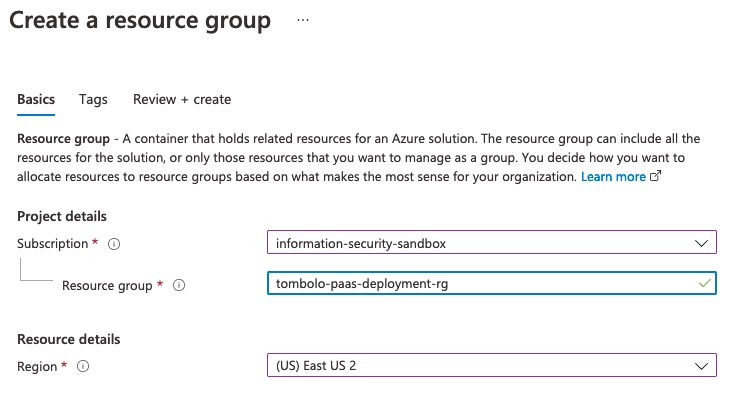 Create a resource group ...
Basics Tags Review + create
Resource group - A container that holds related resources for an Azure solution. The resource group can include all the
resources for the solution, or only those resources that you want to manage as a group. You decide how you want to
allocate resources to resource groups based on what makes the most sense for your organization. Learn more
Project details
Subscription * information-security-sandbox
Resource group * tombolo-paas-deployment-rg
Resource details
Region * (US) East US 2